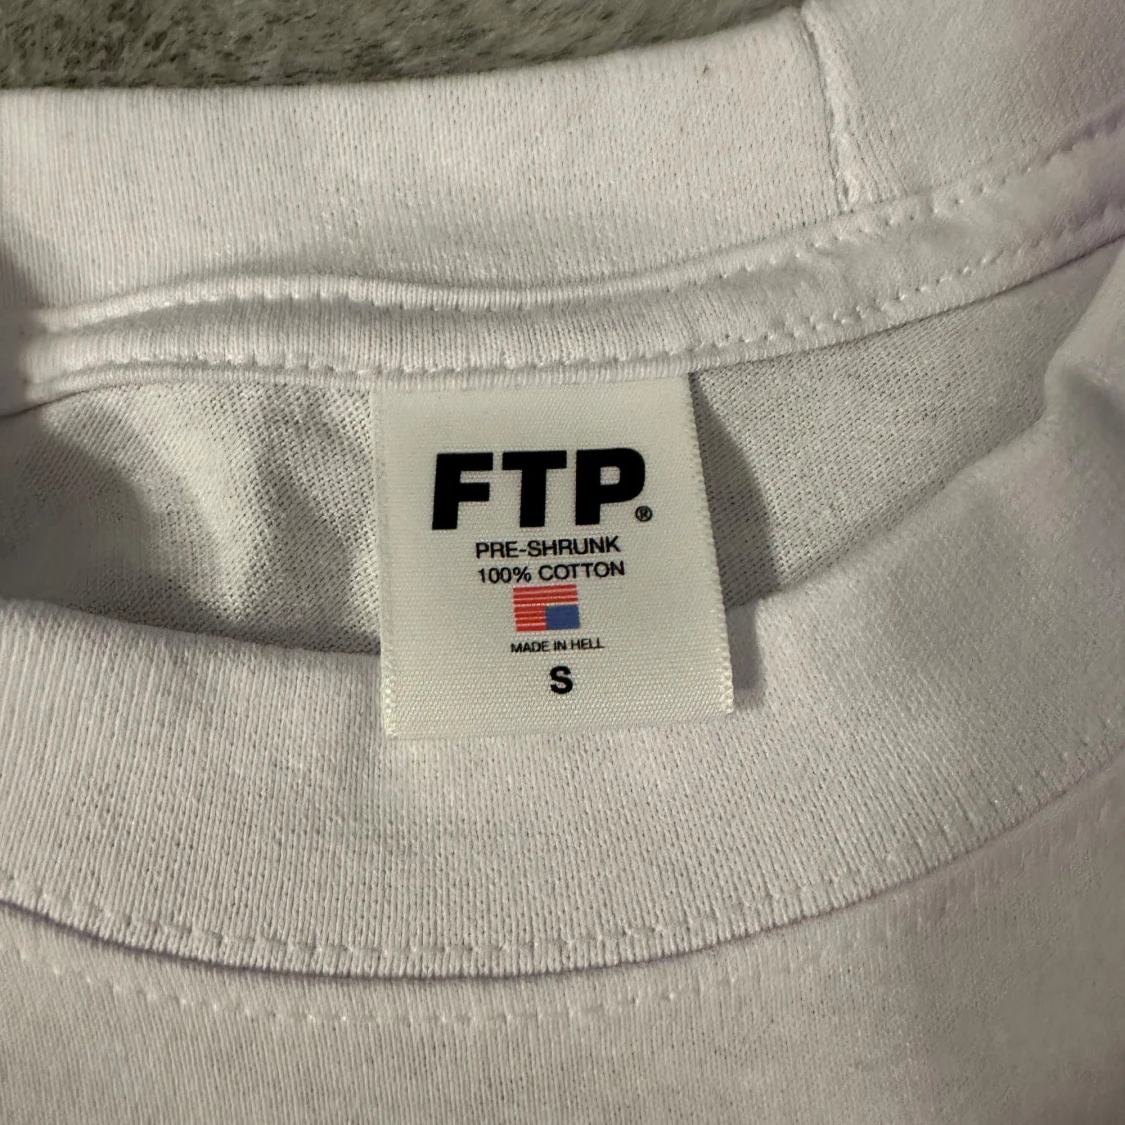 FTP®
PRE-SHRUNK
100% COTTON
MADE IN HELL
S